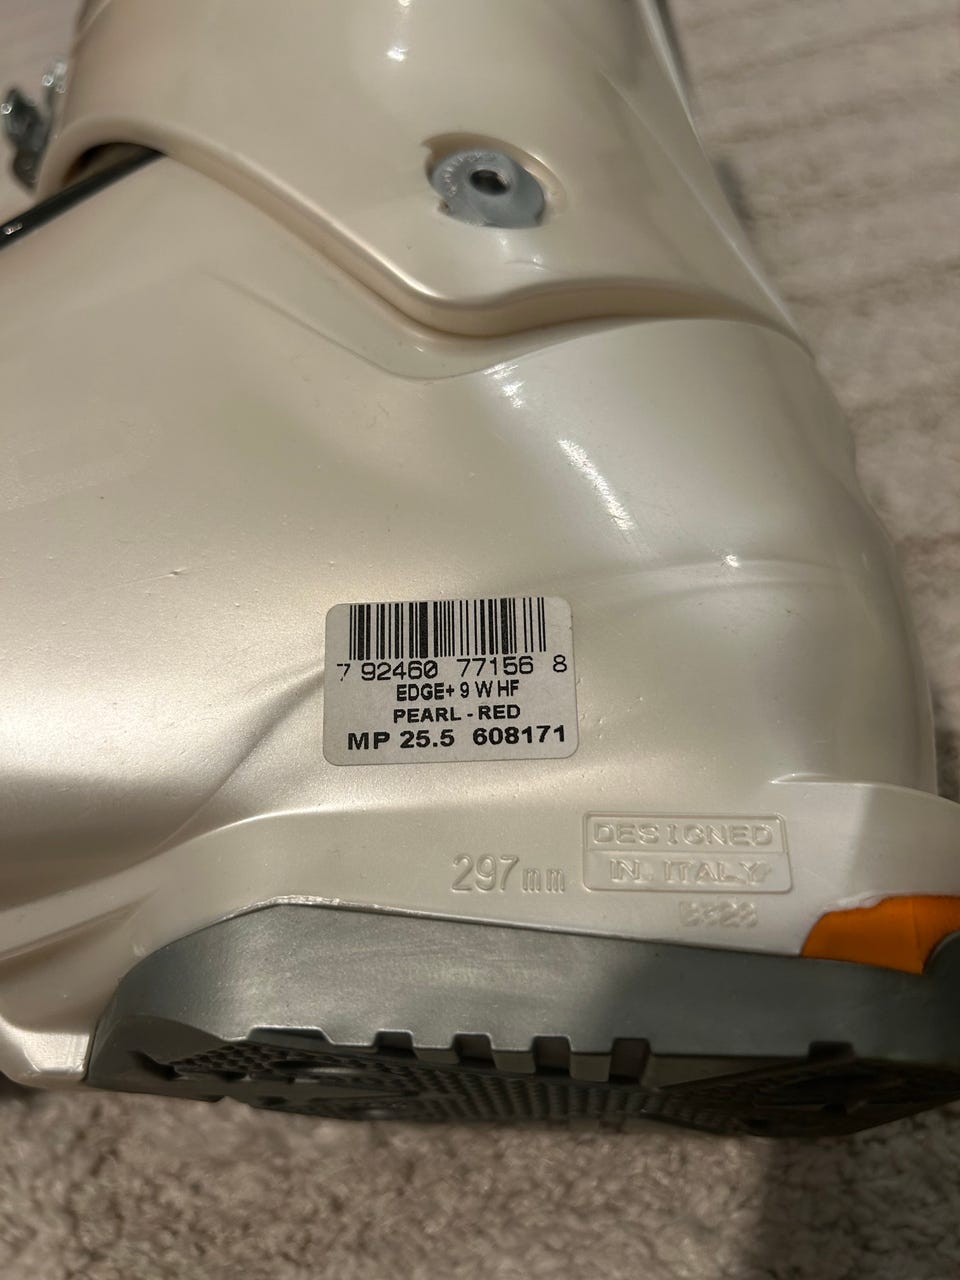 7 92460 77156 8
EDGE+ 9 W HF
PEARL - RED
MP 25.5 608171
297mm
DESIGNED
IN ITALY